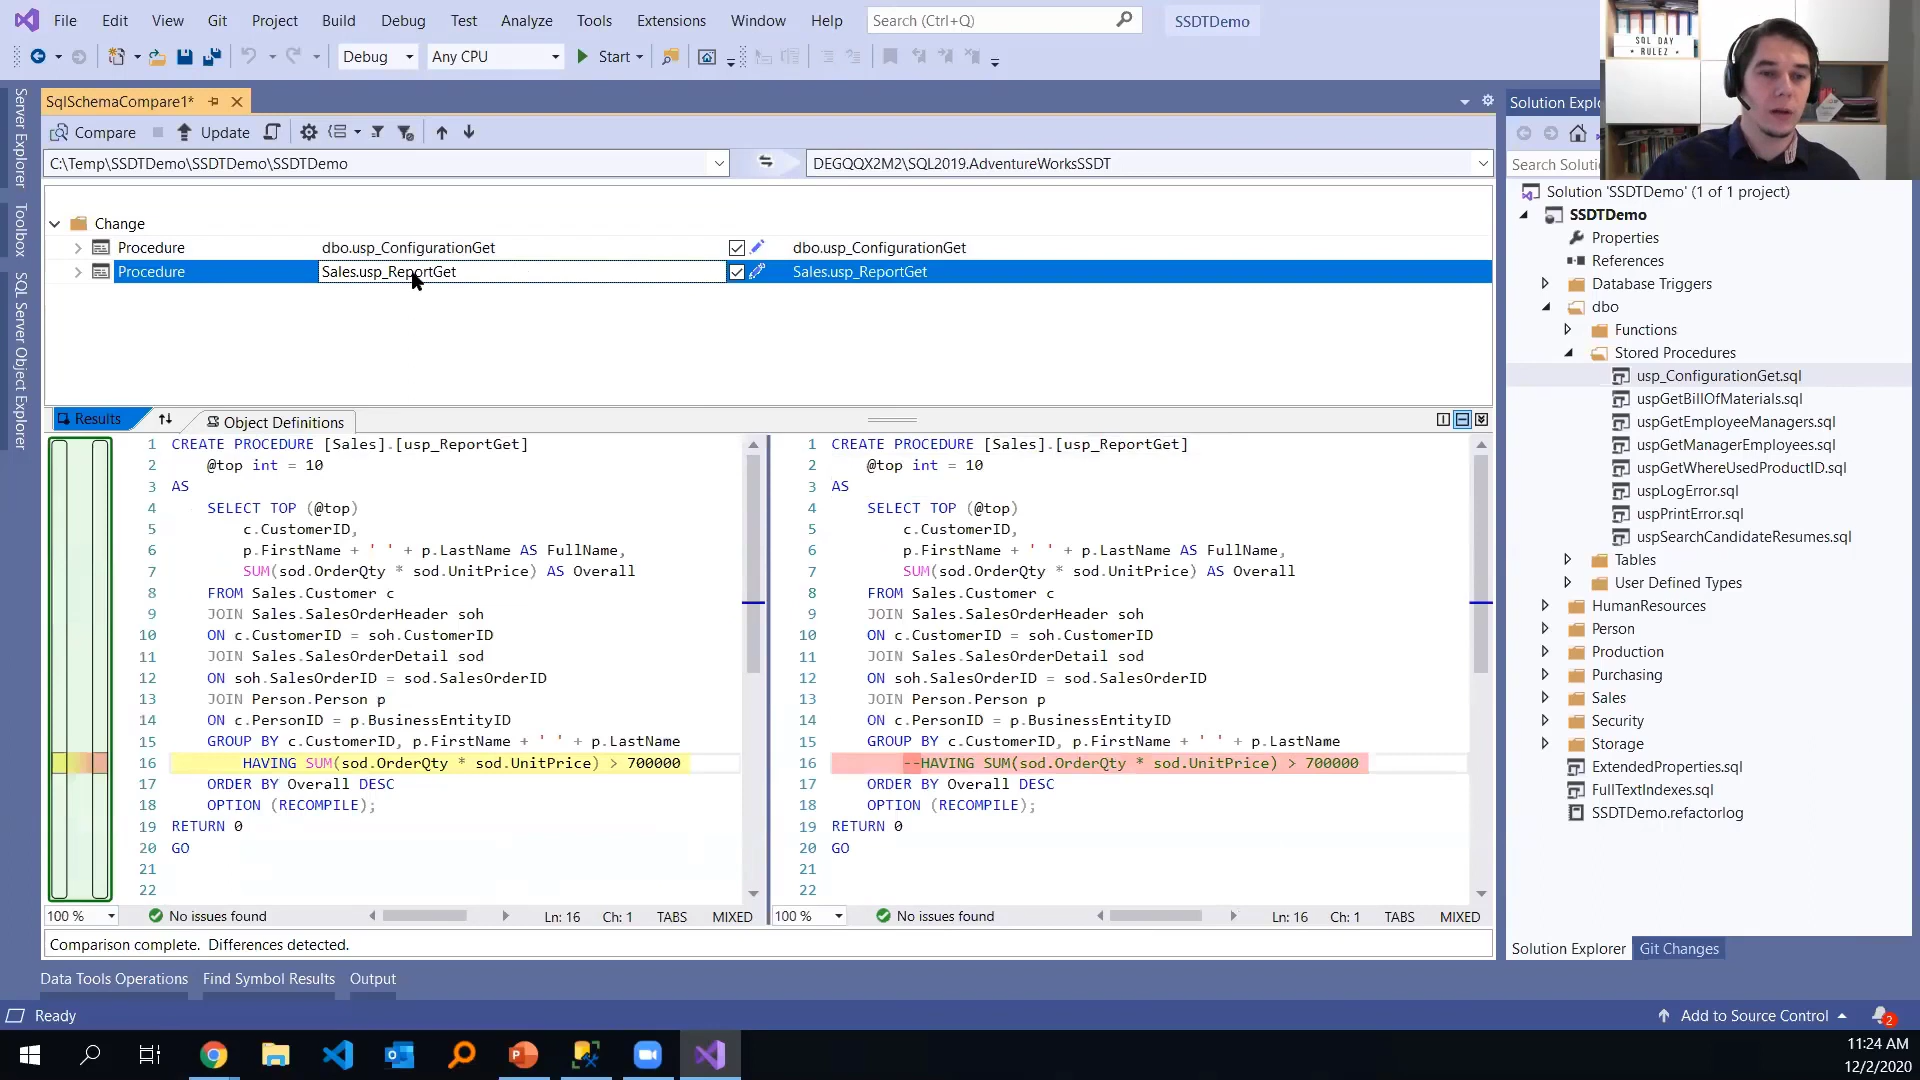 File Edit View Git Project Build Debug Test Analyze Tools Extensions Window Help Search (Ctrl+Q) SSDTDemo
Debug Any CPU Start
SQL DAY
RULEZ
SqlSchemaCompare1*
Solution Explo
Compare Update
C:\Temp\SSDTDemo\SSDTDemo\SSDTDemo DEGQQX2M2\SQL2019.AdventureWorksSSDT
Search Soluti
Server Explorer
Toolbox
SQL Server Object Explorer
Change
Procedure dbo.usp_ConfigurationGet dbo.usp_ConfigurationGet
Procedure Sales.usp_ReportGet Sales.usp_ReportGet
Results Object Definitions
1 CREATE PROCEDURE [Sales].[usp_ReportGet]
2 @top int = 10
3 AS
4 SELECT TOP (@top)
5 c.CustomerID,
6 p.FirstName + ' ' + p.LastName AS FullName,
7 SUM(sod.OrderQty * sod.UnitPrice) AS Overall
8 FROM Sales.Customer c
9 JOIN Sales.SalesOrderHeader soh
10 ON c.CustomerID = soh.CustomerID
11 JOIN Sales.SalesOrderDetail sod
12 ON soh.SalesOrderID = sod.SalesOrderID
13 JOIN Person.Person p
14 ON c.PersonID = p.BusinessEntityID
15 GROUP BY c.CustomerID, p.FirstName + ' ' + p.LastName
16 HAVING SUM(sod.OrderQty * sod.UnitPrice) > 700000
17 ORDER BY Overall DESC
18 OPTION (RECOMPILE);
19 RETURN 0
20 GO
21
22
1 CREATE PROCEDURE [Sales].[usp_ReportGet]
2 @top int = 10
3 AS
4 SELECT TOP (@top)
5 c.CustomerID,
6 p.FirstName + ' ' + p.LastName AS FullName,
7 SUM(sod.OrderQty * sod.UnitPrice) AS Overall
8 FROM Sales.Customer c
9 JOIN Sales.SalesOrderHeader soh
10 ON c.CustomerID = soh.CustomerID
11 JOIN Sales.SalesOrderDetail sod
12 ON soh.SalesOrderID = sod.SalesOrderID
13 JOIN Person.Person p
14 ON c.PersonID = p.BusinessEntityID
15 GROUP BY c.CustomerID, p.FirstName + ' ' + p.LastName
16 --HAVING SUM(sod.OrderQty * sod.UnitPrice) > 700000
17 ORDER BY Overall DESC
18 OPTION (RECOMPILE);
19 RETURN 0
20 GO
21
22
100 % No issues found Ln: 16 Ch: 1 TABS MIXED
100 % No issues found Ln: 16 Ch: 1 TABS MIXED
Comparison complete. Differences detected.
Solution 'SSDTDemo' (1 of 1 project)
SSDTDemo
Properties
References
Database Triggers
dbo
Functions
Stored Procedures
usp_ConfigurationGet.sql
uspGetBillOfMaterials.sql
uspGetEmployeeManagers.sql
uspGetManagerEmployees.sql
uspGetWhereUsedProductID.sql
uspLogError.sql
uspPrintError.sql
uspSearchCandidateResumes.sql
Tables
User Defined Types
HumanResources
Person
Production
Purchasing
Sales
Security
Storage
ExtendedProperties.sql
FullTextIndexes.sql
SSDTDemo.refactorlog
Solution Explorer Git Changes
Data Tools Operations Find Symbol Results Output
Ready Add to Source Control 2
11:24 AM
12/2/2020